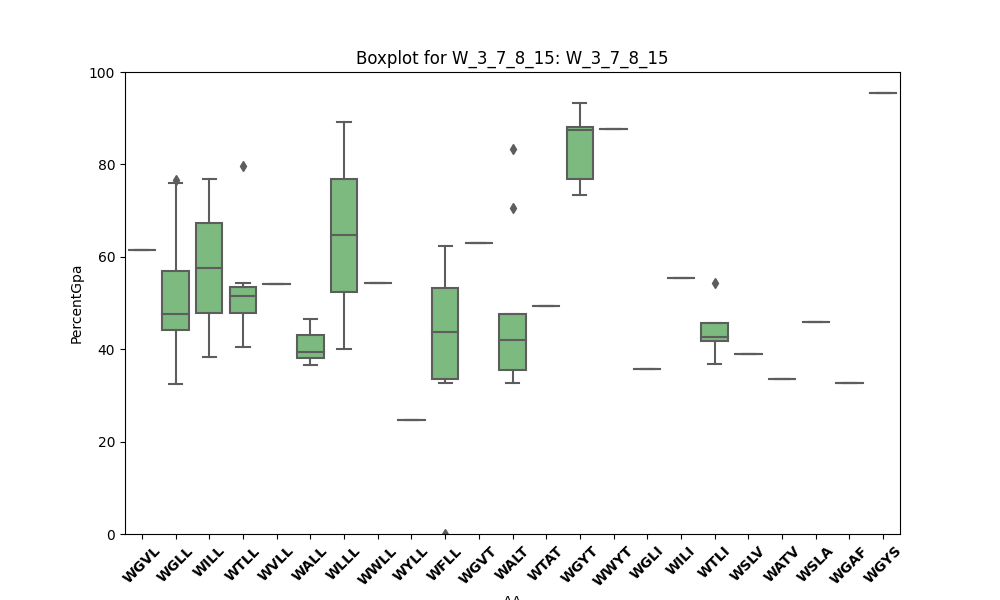 Boxplot for W_3_7_8_15: W_3_7_8_15
PercentGpa
100
80
60
40
20
0
WGVL WGLL WILL WTLL WVLL WALL WLLL WWLL WYLL WFLL WGVT WALT WTAT WGYT WWYT WGLI WILI WTLI WSLV WATV WSLA WGAF WGYS
AA